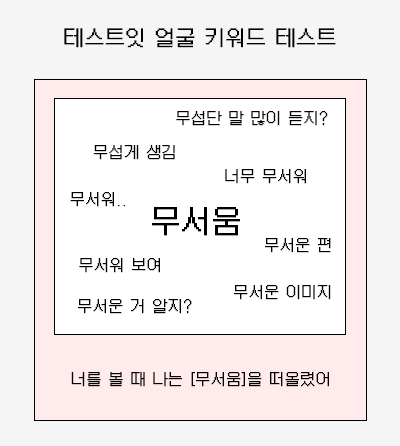 테스트잇 얼굴 키워드 테스트
무섭단 말 많이 듣지?
무섭게 생김
너무 무서워
무서워..
무서움
무서운 편
무서워 보여
무서운 이미지
무서운 거 알지?
너를 볼 때 나는 [무서움]을 떠올렸어